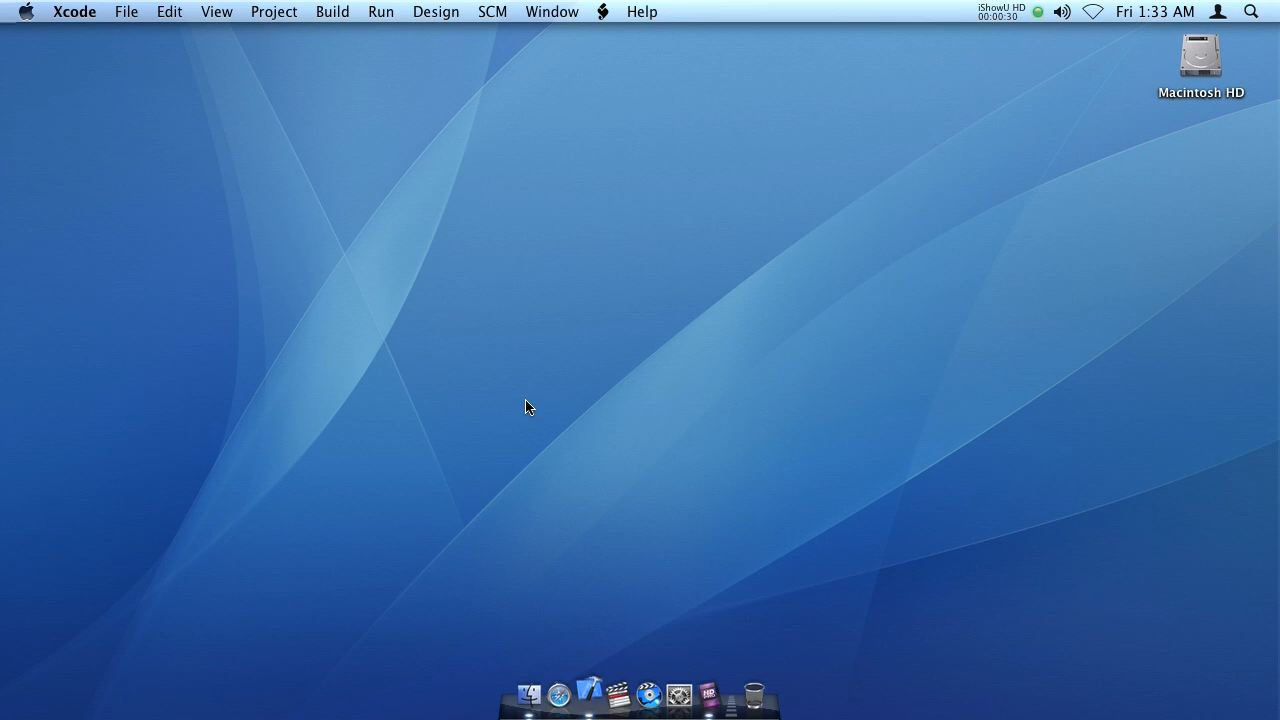 Xcode File Edit View Project Build Run Design SCM Window Help iShowU HD Fri 1:33 AM
00:00:30
Macintosh HD
HD